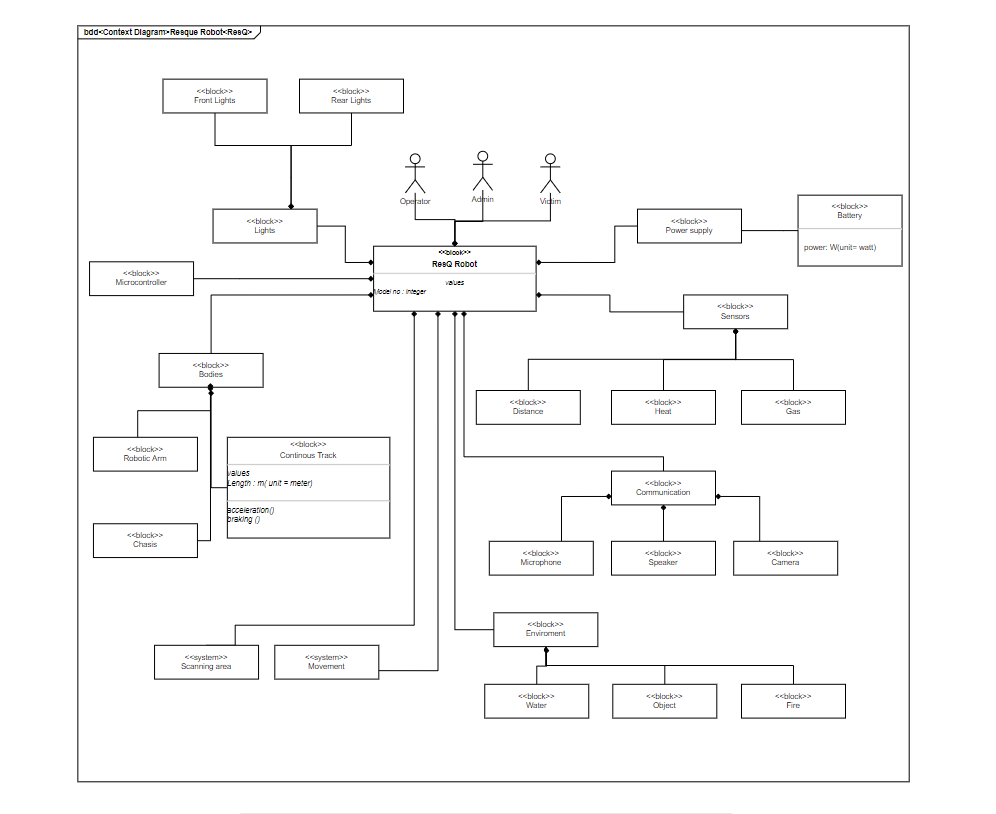 bdd<Context Diagram>Resque Robot<ResQ>
<<block>>
Front Lights
<<block>>
Rear Lights
Operator
Admin
Victim
<<block>>
Lights
<<block>>
Power supply
<<block>>
Battery
power: W(unit= watt)
<<block>>
ResQ Robot
values
Model no : Integer
<<block>>
Microcontroller
<<block>>
Sensors
<<block>>
Bodies
<<block>>
Distance
<<block>>
Heat
<<block>>
Gas
<<block>>
Robotic Arm
<<block>>
Continous Track
values
Length : m( unit = meter)
acceleration()
braking ()
<<block>>
Communication
<<block>>
Chasis
<<block>>
Microphone
<<block>>
Speaker
<<block>>
Camera
<<block>>
Enviroment
<<system>>
Scanning area
<<system>>
Movement
<<block>>
Water
<<block>>
Object
<<block>>
Fire